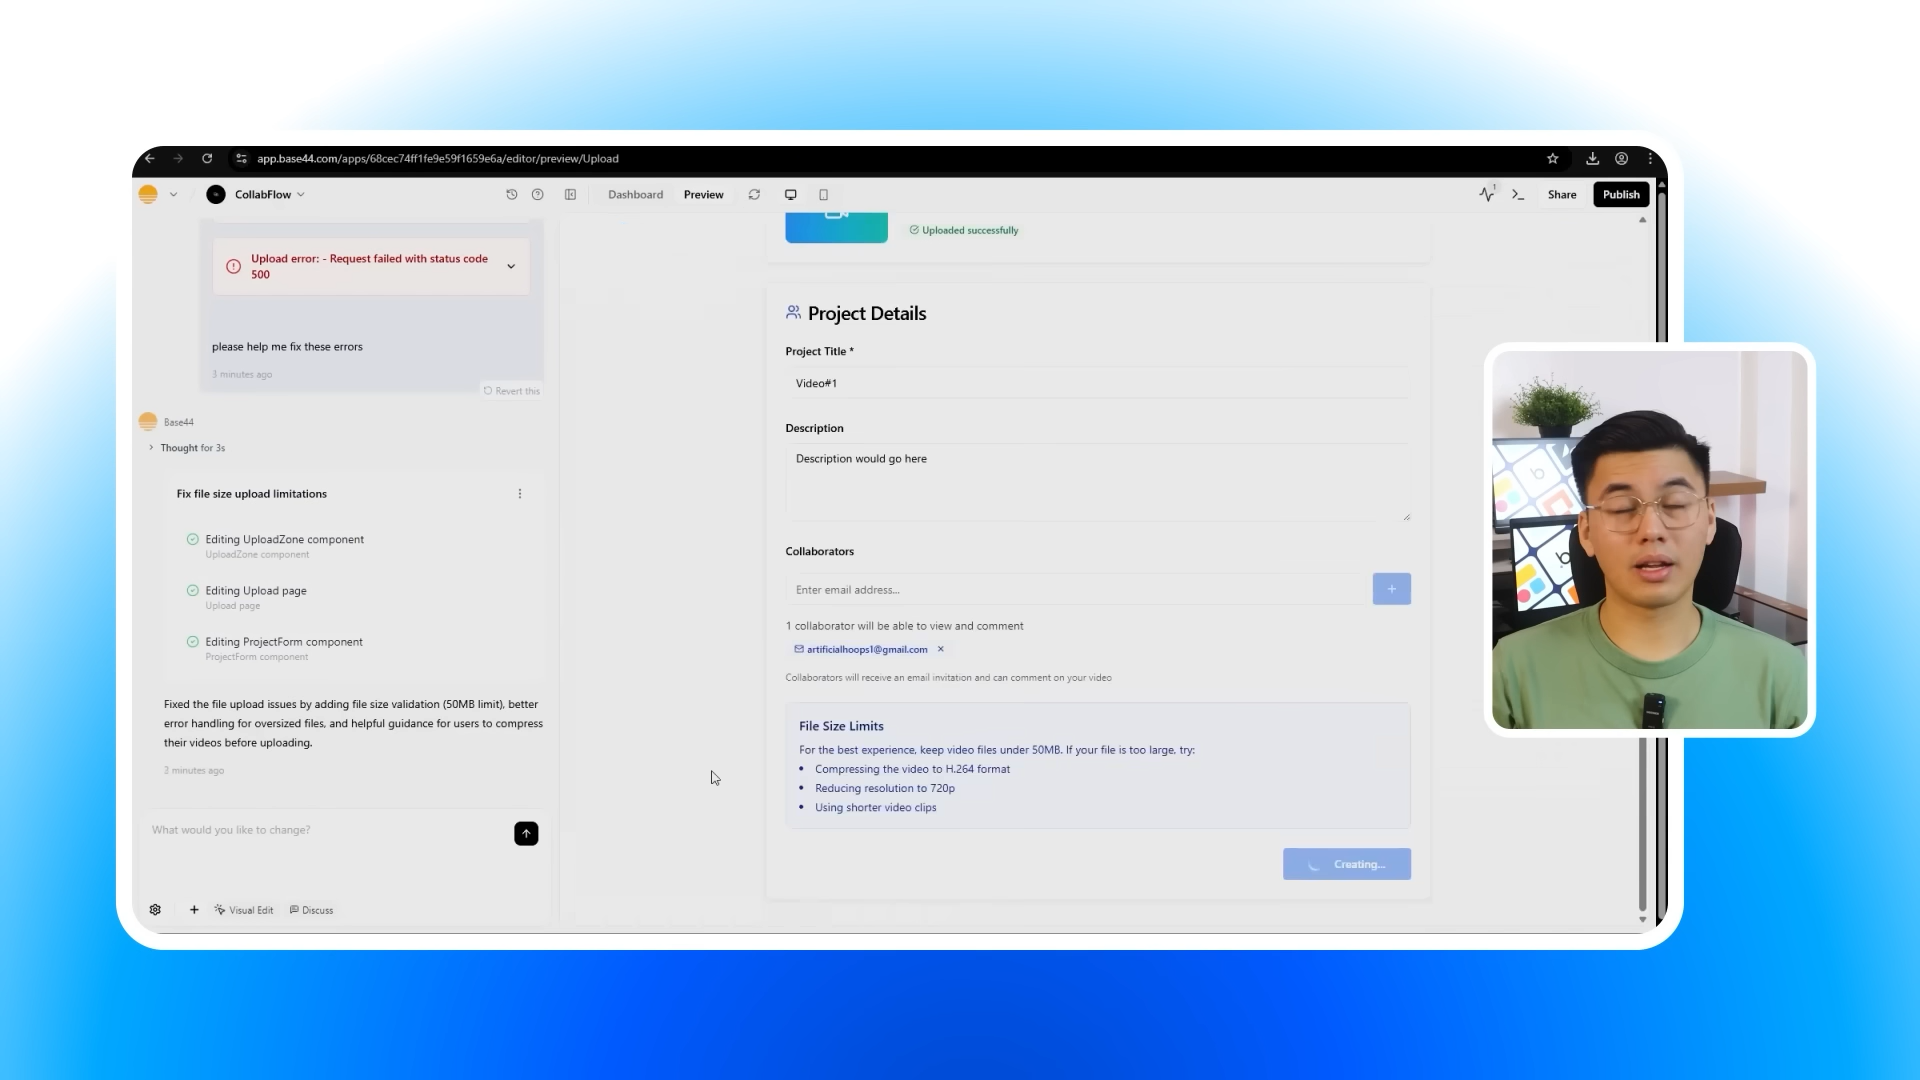 app.base44.com/apps/68cec74ff1fe9e59f1659e6a/editor/preview/Upload
CollabFlow
Dashboard
Preview
1
Share
Publish
Upload error: - Request failed with status code
500
please help me fix these errors
3 minutes ago
Revert this
Base44
Thought for 3s
Fix file size upload limitations
Editing UploadZone component
UploadZone component
Editing Upload page
Upload page
Editing ProjectForm component
ProjectForm component
Fixed the file upload issues by adding file size validation (50MB limit), better
error handling for oversized files, and helpful guidance for users to compress
their videos before uploading.
3 minutes ago
What would you like to change?
Visual Edit
Discuss
Uploaded successfully
Project Details
Project Title *
Video#1
Description
Description would go here
Collaborators
Enter email address...
1 collaborator will be able to view and comment
artificialhoops1@gmail.com
Collaborators will receive an email invitation and can comment on your video
File Size Limits
For the best experience, keep video files under 50MB. If your file is too large, try:
• Compressing the video to H.264 format
• Reducing resolution to 720p
• Using shorter video clips
Creating...